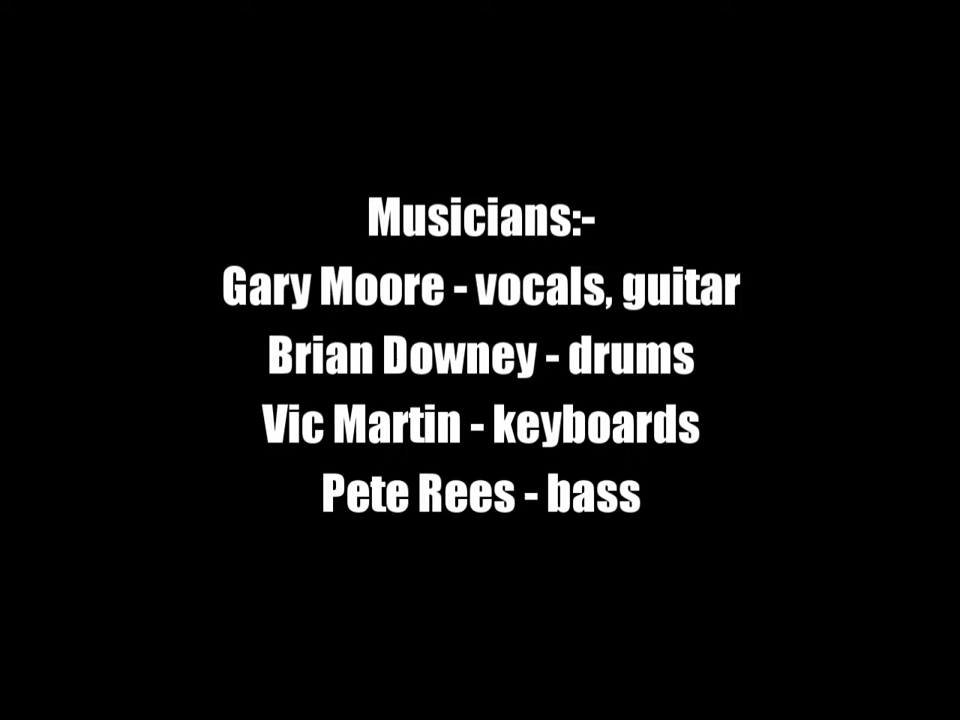 Musicians:-
Gary Moore - vocals, guitar
Brian Downey - drums
Vic Martin - keyboards
Pete Rees - bass